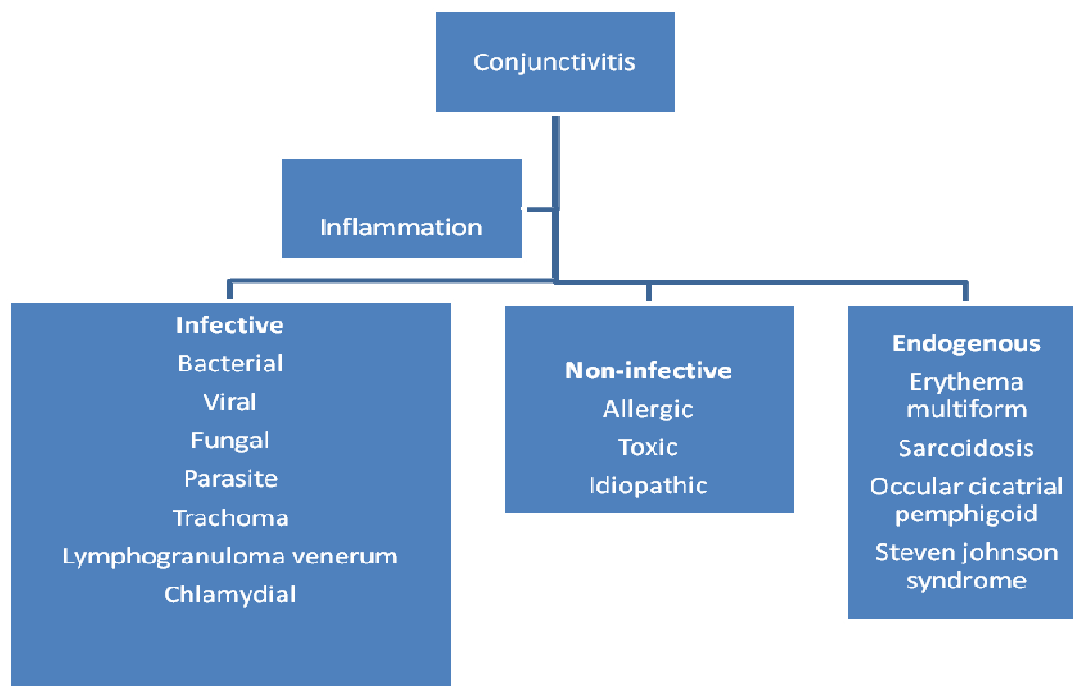 Conjunctivitis
Inflammation
Infective
Bacterial
Viral
Fungal
Parasite
Trachoma
Lymphogranuloma venerum
Chlamydial
Non-infective
Allergic
Toxic
Idiopathic
Endogenous
Erythema
multiform
Sarcoidosis
Occular cicatrial
pemphigoid
Steven johnson
syndrome